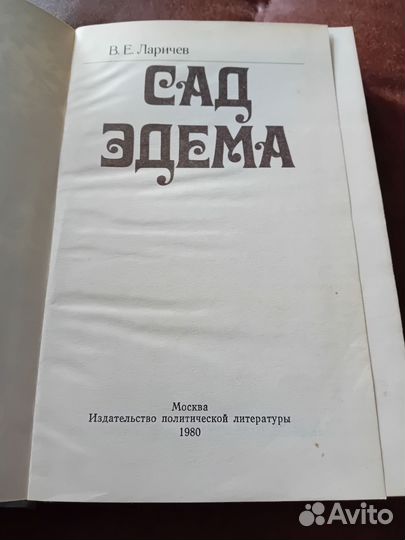 В. Е. Ларичев
САД
ЭДЕМА
Москва
Издательство политической литературы
1980
Avito